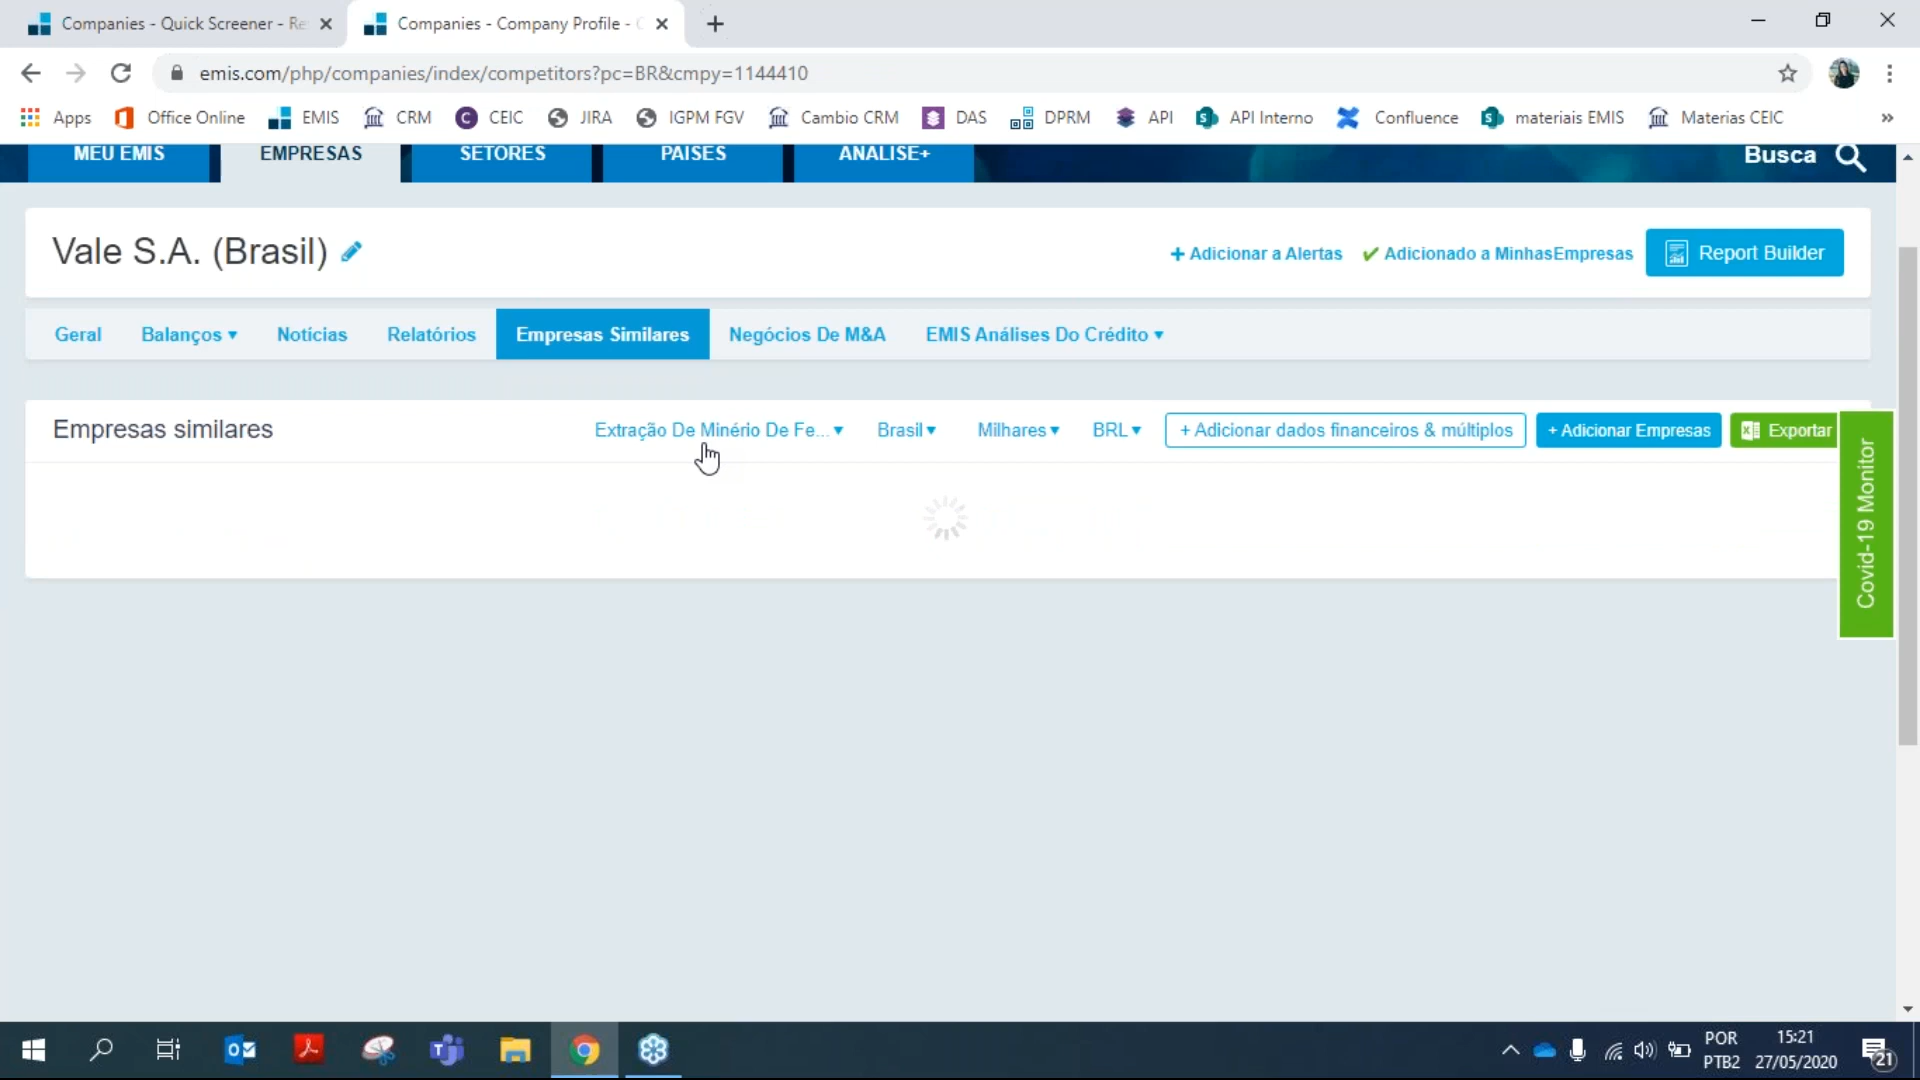 Companies - Quick Screener - Re
Companies - Company Profile - C
emis.com/php/companies/index/competitors?pc=BR&cmpy=1144410
Apps Office Online EMIS CRM CEIC JIRA IGPM FGV Cambio CRM DAS DPRM API API Interno Confluence materiais EMIS Materias CEIC »
MEU EMIS EMPRESAS SETORES PAISES ANALISE+ Busca
Vale S.A. (Brasil)
+ Adicionar a Alertas Adicionado a MinhasEmpresas Report Builder
Geral Balanços Notícias Relatórios Empresas Similares Negócios De M&A EMIS Análises Do Crédito
Empresas similares Extração De Minério De Fe... Brasil Milhares BRL + Adicionar dados financeiros & múltiplos + Adicionar Empresas Exportar
Covid-19 Monitor
POR 15:21
PTB2 27/05/2020 21